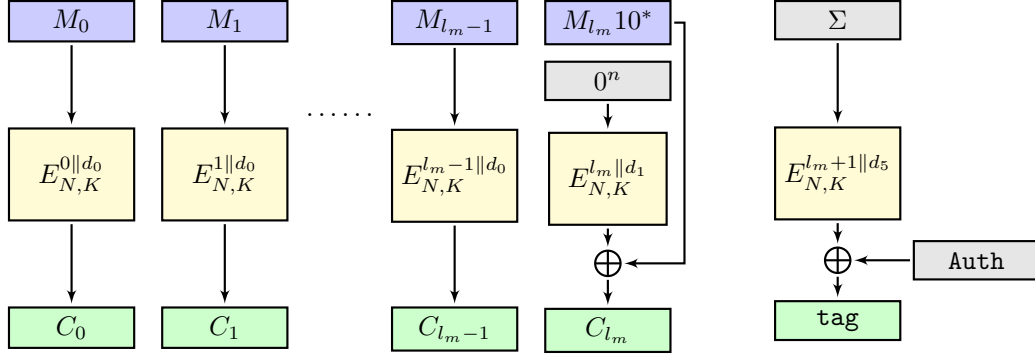 M_0 M_1 M_{l_m-1} M_{l_m}10^* Σ
0^n
......
E_{N,K}^{0‖d_0} E_{N,K}^{1‖d_0} E_{N,K}^{l_m-1‖d_0} E_{N,K}^{l_m‖d_1} E_{N,K}^{l_m+1‖d_5}
Auth
C_0 C_1 C_{l_m-1} C_{l_m} tag